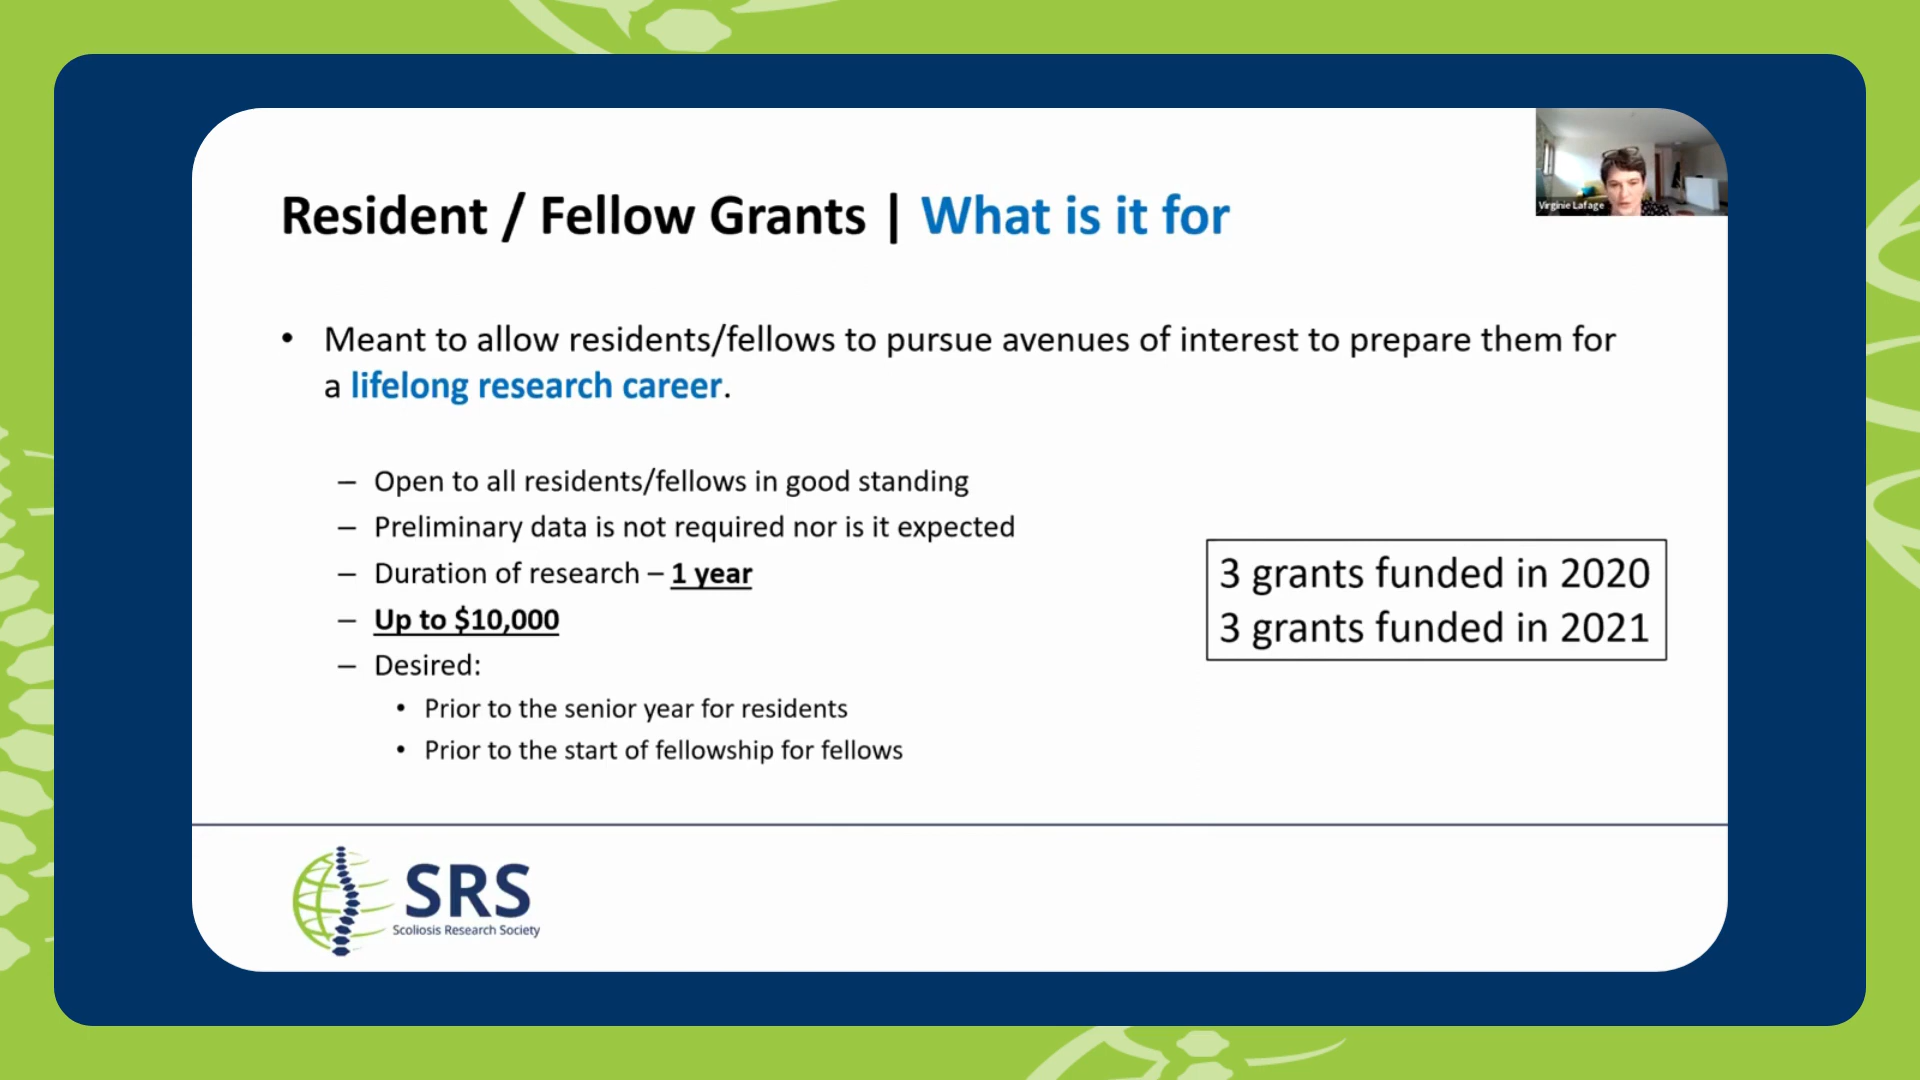 Virginie Lafage
Resident / Fellow Grants | What is it for
• Meant to allow residents/fellows to pursue avenues of interest to prepare them for
a lifelong research career.
– Open to all residents/fellows in good standing
– Preliminary data is not required nor is it expected
– Duration of research – 1 year
– Up to $10,000
– Desired:
• Prior to the senior year for residents
• Prior to the start of fellowship for fellows
3 grants funded in 2020
3 grants funded in 2021
SRS
Scoliosis Research Society